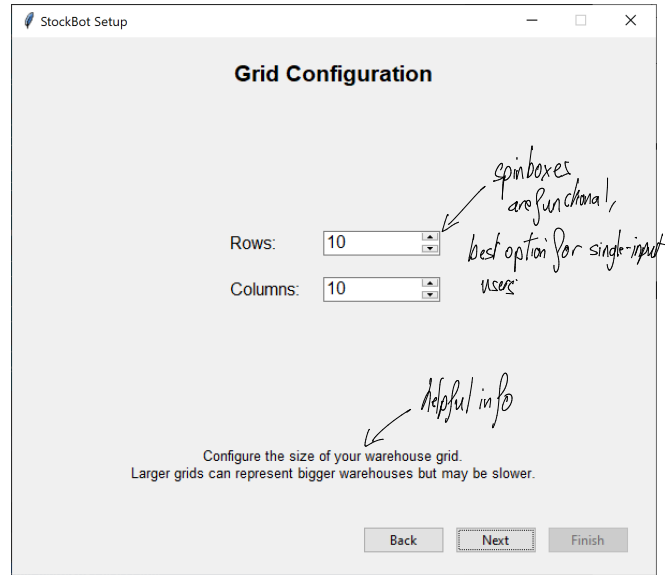 StockBot Setup
Grid Configuration
spinboxes
are functional,
best option for single-input
users.
Rows: 10
Columns: 10
helpful info
Configure the size of your warehouse grid.
Larger grids can represent bigger warehouses but may be slower.
Back Next Finish